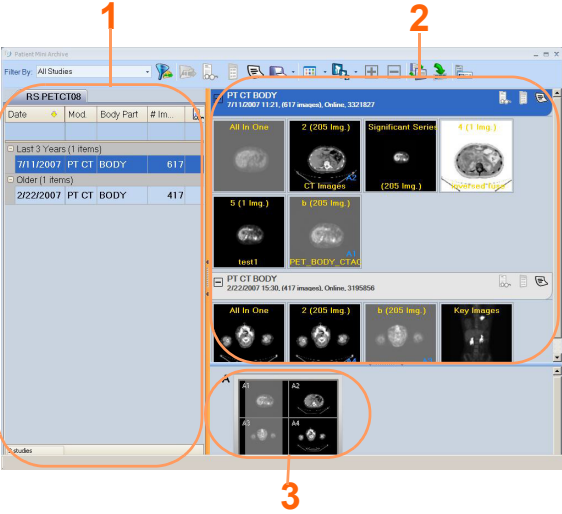 1
2
Patient Mini Archive
Filter By: All Studies
RS PETCT08
Date Mod. Body Part # Im...
Last 3 Years (1 items)
7/11/2007 PT CT BODY 617
Older (1 items)
2/22/2007 PT CT BODY 417
studies
PT CT BODY
7/11/2007 11:21, (617 images), Online, 3321827
All In One
2 (205 Img.)
A2
CT Images
Significant Series
(205 Img.)
4 (1 Img.)
5 (1 Img.)
test1
b (205 Img.)
A1
PET_BODY_CTAC
PT CT BODY
2/22/2007 15:30, (417 images), Online, 3195856
All In One
2 (205 Img.)
b (205 Img.)
Key Images
A
A1 A2
A3 A4
3